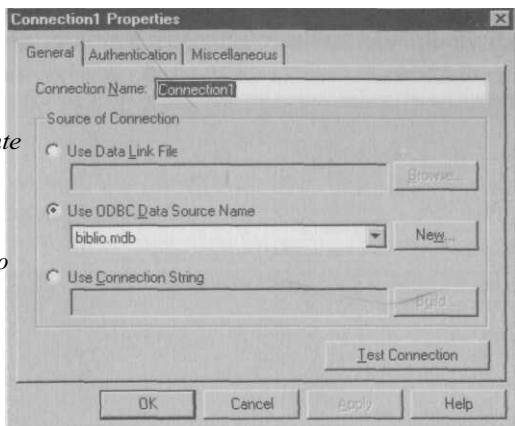 Connection1 Properties
General Authentication Miscellaneous
Connection Name: Connection1
Source of Connection
nte
Use Data Link File
Browse...
Use ODBC Data Source Name
biblio.mdb
New...
o
Use Connection String
Build...
Test Connection
OK Cancel Apply Help